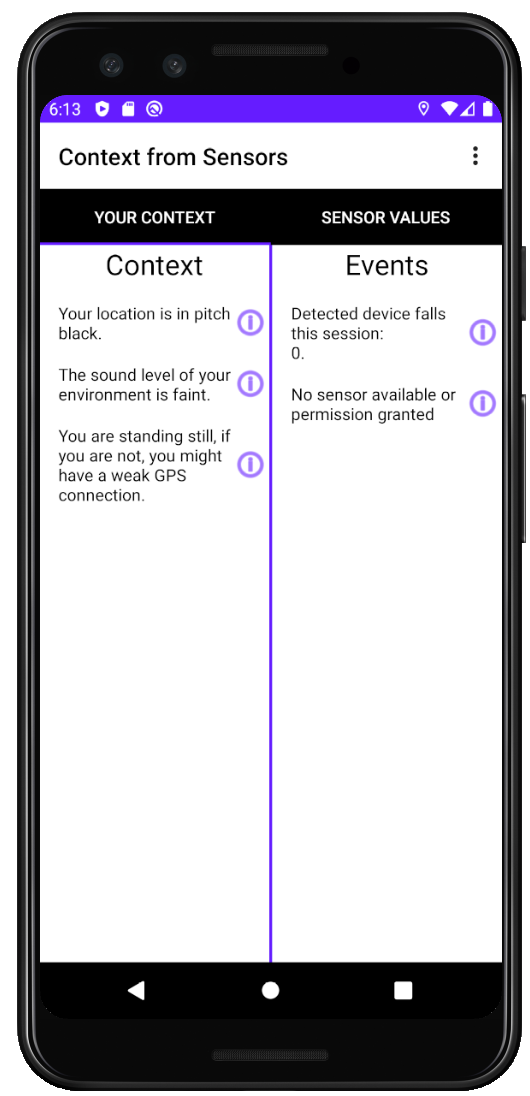 6:13
Context from Sensors
YOUR CONTEXT
SENSOR VALUES
Context
Your location is in pitch
black.
The sound level of your
environment is faint.
You are standing still, if
you are not, you might
have a weak GPS
connection.
Events
Detected device falls
this session:
0.
No sensor available or
permission granted